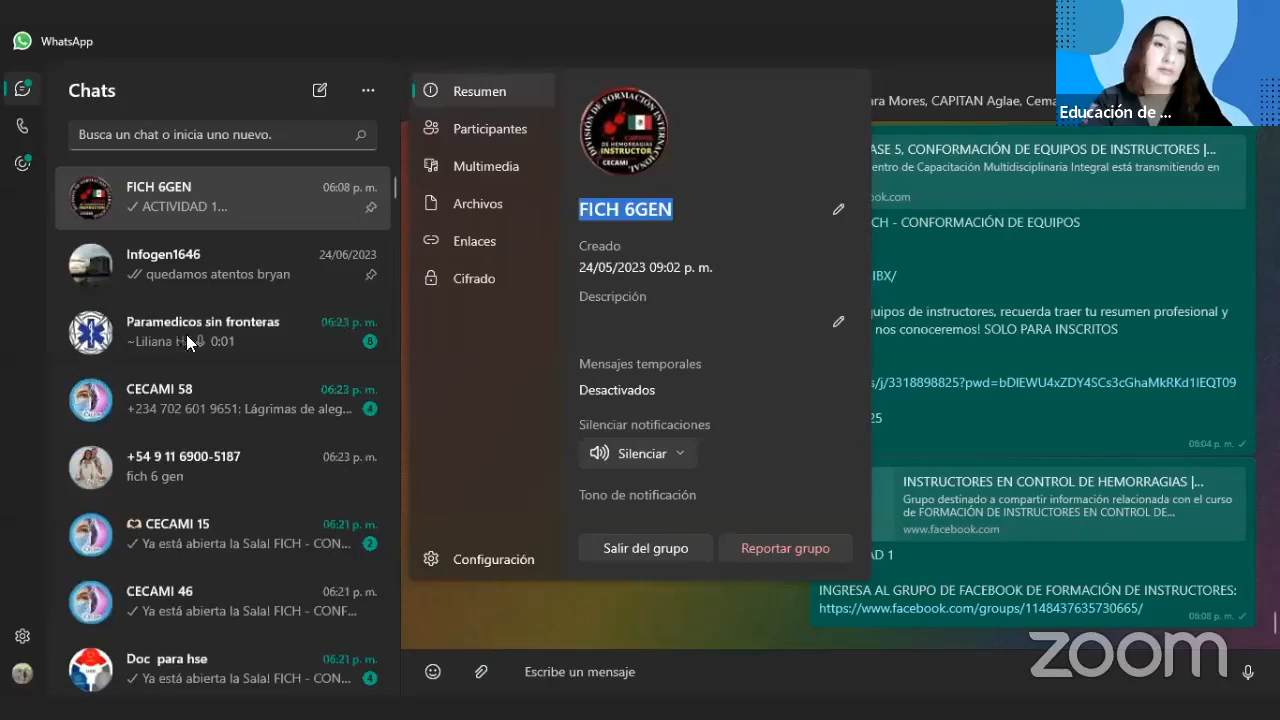 WhatsApp
Chats
Busca un chat o inicia uno nuevo.
FICH 6GEN
06:08 p. m.
ACTIVIDAD 1...
Infogen1646
24/06/2023
quedamos atentos bryan
Paramedicos sin fronteras
06:23 p. m.
~Liliana
0:01
8
CECAMI 58
06:23 p. m.
+234 702 601 9651: Lágrimas de aleg...
4
+54 9 11 6900-5187
06:23 p. m.
fich 6 gen
CECAMI 15
06:21 p. m.
Ya está abierta la Sala! FICH - CON...
2
CECAMI 46
06:21 p. m.
Ya está abierta la Sala! FICH - CONF...
Doc para hse
06:21 p. m.
Ya está abierta la Sala! FICH - CON...
4
Resumen
Participantes
Multimedia
Archivos
Enlaces
Cifrado
Configuración
DIVISIÓN DE FORMACIÓN INTERNACIONAL
DE HEMORRAGIAS
INSTRUCTOR
CECAMI
FICH 6GEN
Creado
24/05/2023 09:02 p. m.
Descripción
Mensajes temporales
Desactivados
Silenciar notificaciones
Silenciar
Tono de notificación
Salir del grupo
Reportar grupo
ara Mores, CAPITAN Aglae, Cema
Educación de ...
ASE 5, CONFORMACIÓN DE EQUIPOS DE INSTRUCTORES |...
entro de Capacitación Multidisciplinaria Integral está transmitiendo en
ook.com
CH - CONFORMACIÓN DE EQUIPOS
IBX/
quipos de instructores, recuerda traer tu resumen profesional y
nos conoceremos! SOLO PARA INSCRITOS
s/j/3318898825?pwd=bDlEWU4xZDY4SCs3cGhaMkRKd1lEQT09
25
06:04 p. m.
INSTRUCTORES EN CONTROL DE HEMORRAGIAS |...
Grupo destinado a compartir información relacionada con el curso
de FORMACIÓN DE INSTRUCTORES EN CONTROL DE...
www.facebook.com
AD 1
INGRESA AL GRUPO DE FACEBOOK DE FORMACIÓN DE INSTRUCTORES:
https://www.facebook.com/groups/1148437635730665/
06:08 p. m.
Escribe un mensaje
zoom